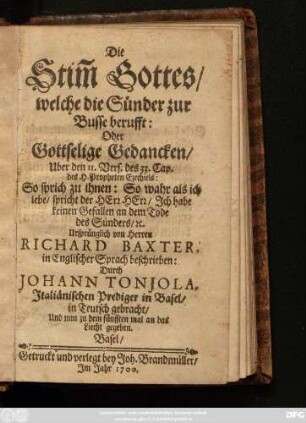 Die
Stim̃ Gottes/
welche die Sünder zur
Busse berufft:
Oder
Gottselige Gedancken/
Uber den 11. Vers. des 33. Cap.
des H. Propheten Ezechiels:
So sprich zu ihnen: So wahr als ich
lebe/ spricht der HErr HErr/ Ich habe
keinen Gefallen an dem Tode
des Sünders/ ꝛc.
Ursprünglich von Herren
RICHARD BAXTER,
in Englischer Sprach beschrieben:
Durch
JOHANN TONJOLA,
Italiänischen Prediger in Basel/
in Teutsch gebracht/
Und nun zu dem fünfften mal an das
Liecht gegeben.
Basel/
Getruckt und verlegt bey Joh. Brandmüller/
Im Jahr 1700.